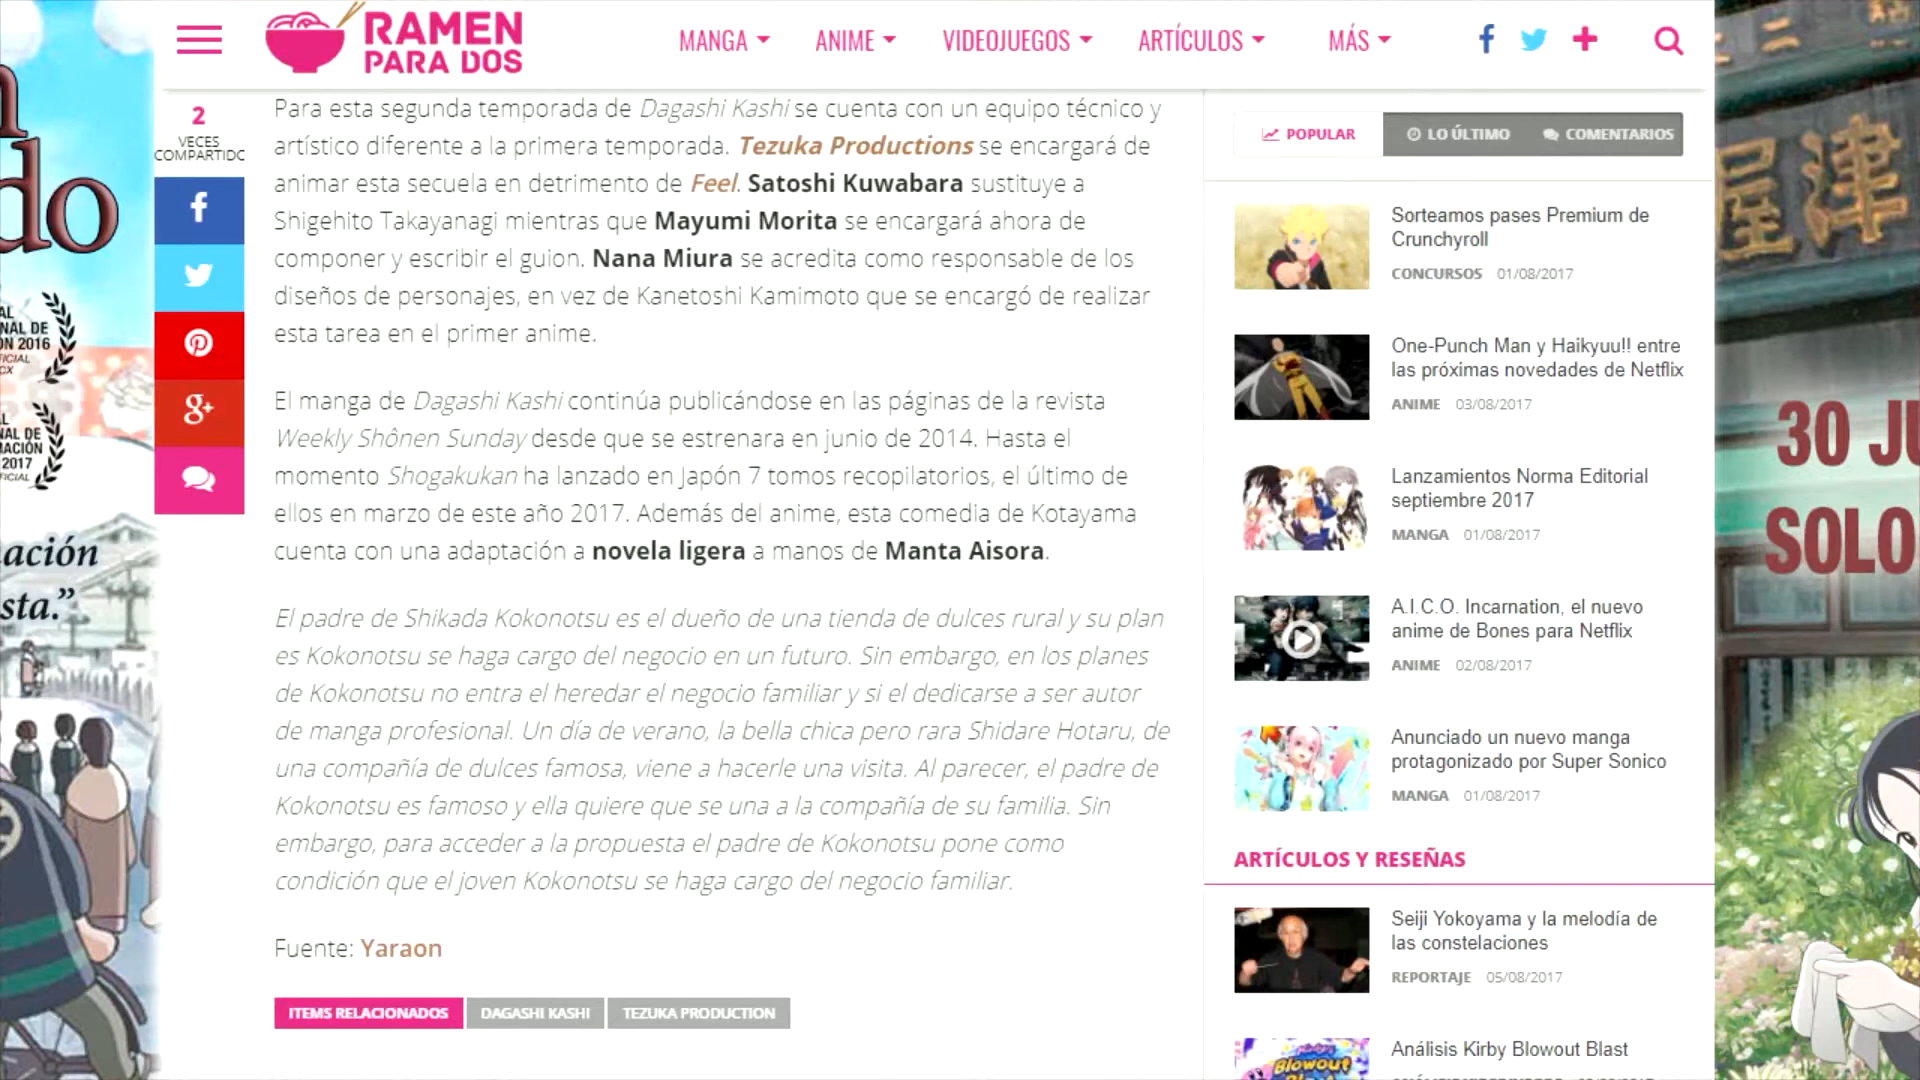 RAMEN
PARA DOS
MANGA
ANIME
VIDEOJUEGOS
ARTÍCULOS
MÁS
2
VECES
COMPARTIDO
Para esta segunda temporada de Dagashi Kashi se cuenta con un equipo técnico y
artístico diferente a la primera temporada. Tezuka Productions se encargará de
animar esta secuela en detrimento de Feel. Satoshi Kuwabara sustituye a
Shigehito Takayanagi mientras que Mayumi Morita se encargará ahora de
componer y escribir el guion. Nana Miura se acredita como responsable de los
diseños de personajes, en vez de Kanetoshi Kamimoto que se encargó de realizar
esta tarea en el primer anime.
El manga de Dagashi Kashi continúa publicándose en las páginas de la revista
Weekly Shônen Sunday desde que se estrenara en junio de 2014. Hasta el
momento Shogakukan ha lanzado en Japón 7 tomos recopilatorios, el último de
ellos en marzo de este año 2017. Además del anime, esta comedia de Kotayama
cuenta con una adaptación a novela ligera a manos de Manta Aisora.
El padre de Shikada Kokonotsu es el dueño de una tienda de dulces rural y su plan
es Kokonotsu se haga cargo del negocio en un futuro. Sin embargo, en los planes
de Kokonotsu no entra el heredar el negocio familiar y si el dedicarse a ser autor
de manga profesional. Un día de verano, la bella chica pero rara Shidare Hotaru, de
una compañía de dulces famosa, viene a hacerle una visita. Al parecer, el padre de
Kokonotsu es famoso y ella quiere que se una a la compañía de su familia. Sin
embargo, para acceder a la propuesta el padre de Kokonotsu pone como
condición que el joven Kokonotsu se haga cargo del negocio familiar.
Fuente: Yaraon
ITEMS RELACIONADOS
DAGASHI KASHI
TEZUKA PRODUCTION
POPULAR
LO ÚLTIMO
COMENTARIOS
Sorteamos pases Premium de
Crunchyroll
CONCURSOS 01/08/2017
One-Punch Man y Haikyuu!! entre
las próximas novedades de Netflix
ANIME 03/08/2017
Lanzamientos Norma Editorial
septiembre 2017
MANGA 01/08/2017
A.I.C.O. Incarnation, el nuevo
anime de Bones para Netflix
ANIME 02/08/2017
Anunciado un nuevo manga
protagonizado por Super Sonico
MANGA 01/08/2017
ARTÍCULOS Y RESEÑAS
Seiji Yokoyama y la melodía de
las constelaciones
REPORTAJE 05/08/2017
Análisis Kirby Blowout Blast
Blowout
do
AL
NAL DE
ON 2016
ICIAL
CX
AL DE
MACIÓN
2017
FICIAL
ación
sta.”
屋 津
30 JU
SOLO